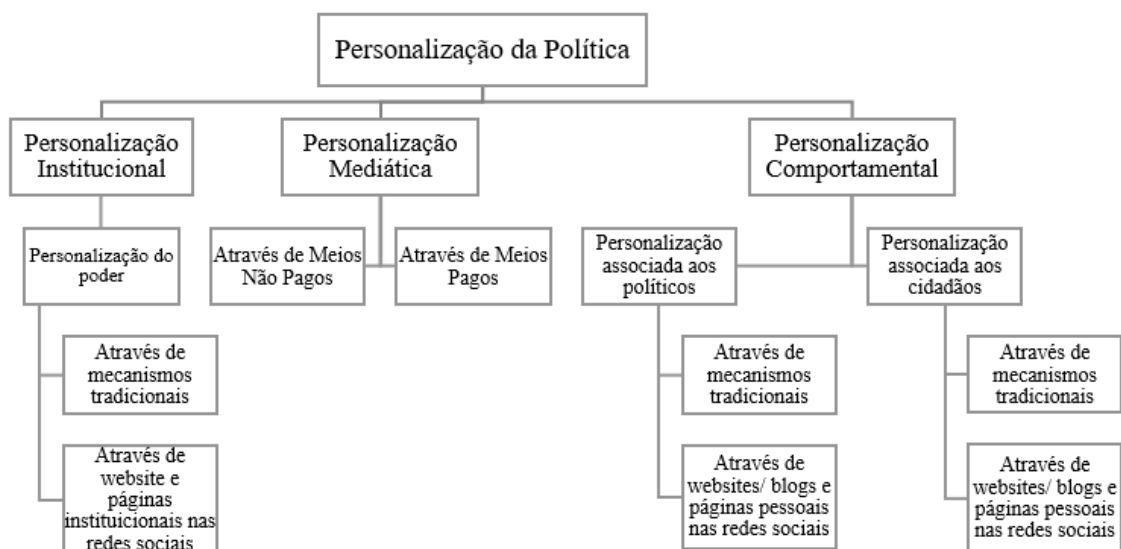 Personalização da Política
Personalização
Institucional
Personalização
Mediática
Personalização
Comportamental
Personalização do
poder
Através de Meios
Não Pagos
Através de Meios
Pagos
Personalização
associada aos
políticos
Personalização
associada aos
cidadãos
Através de
mecanismos
tradicionais
Através de
mecanismos
tradicionais
Através de
mecanismos
tradicionais
Através de
website e
páginas
instituicionais nas
redes sociais
Através de
websites/ blogs e
páginas pessoais
nas redes sociais
Através de
websites/ blogs e
páginas pessoais
nas redes sociais